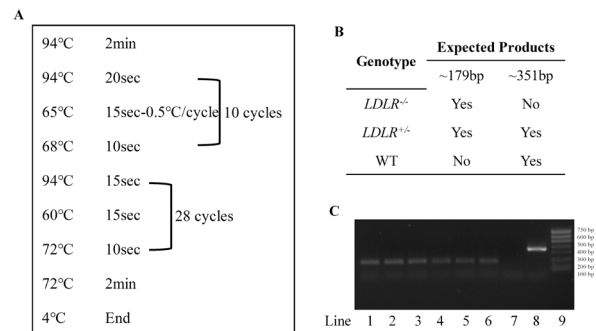 A
94℃ 2min
94℃ 20sec
65℃ 15sec-0.5℃/cycle
10 cycles
68℃ 10sec
94℃ 15sec
60℃ 15sec
28 cycles
72℃ 10sec
72℃ 2min
4℃ End
B
Genotype Expected Products
~179bp ~351bp
LDLR-/- Yes No
LDLR+/- Yes Yes
WT No Yes
C
750 bp
600 bp
500 bp
400 bp
300 bp
200 bp
100 bp
Line 1 2 3 4 5 6 7 8 9